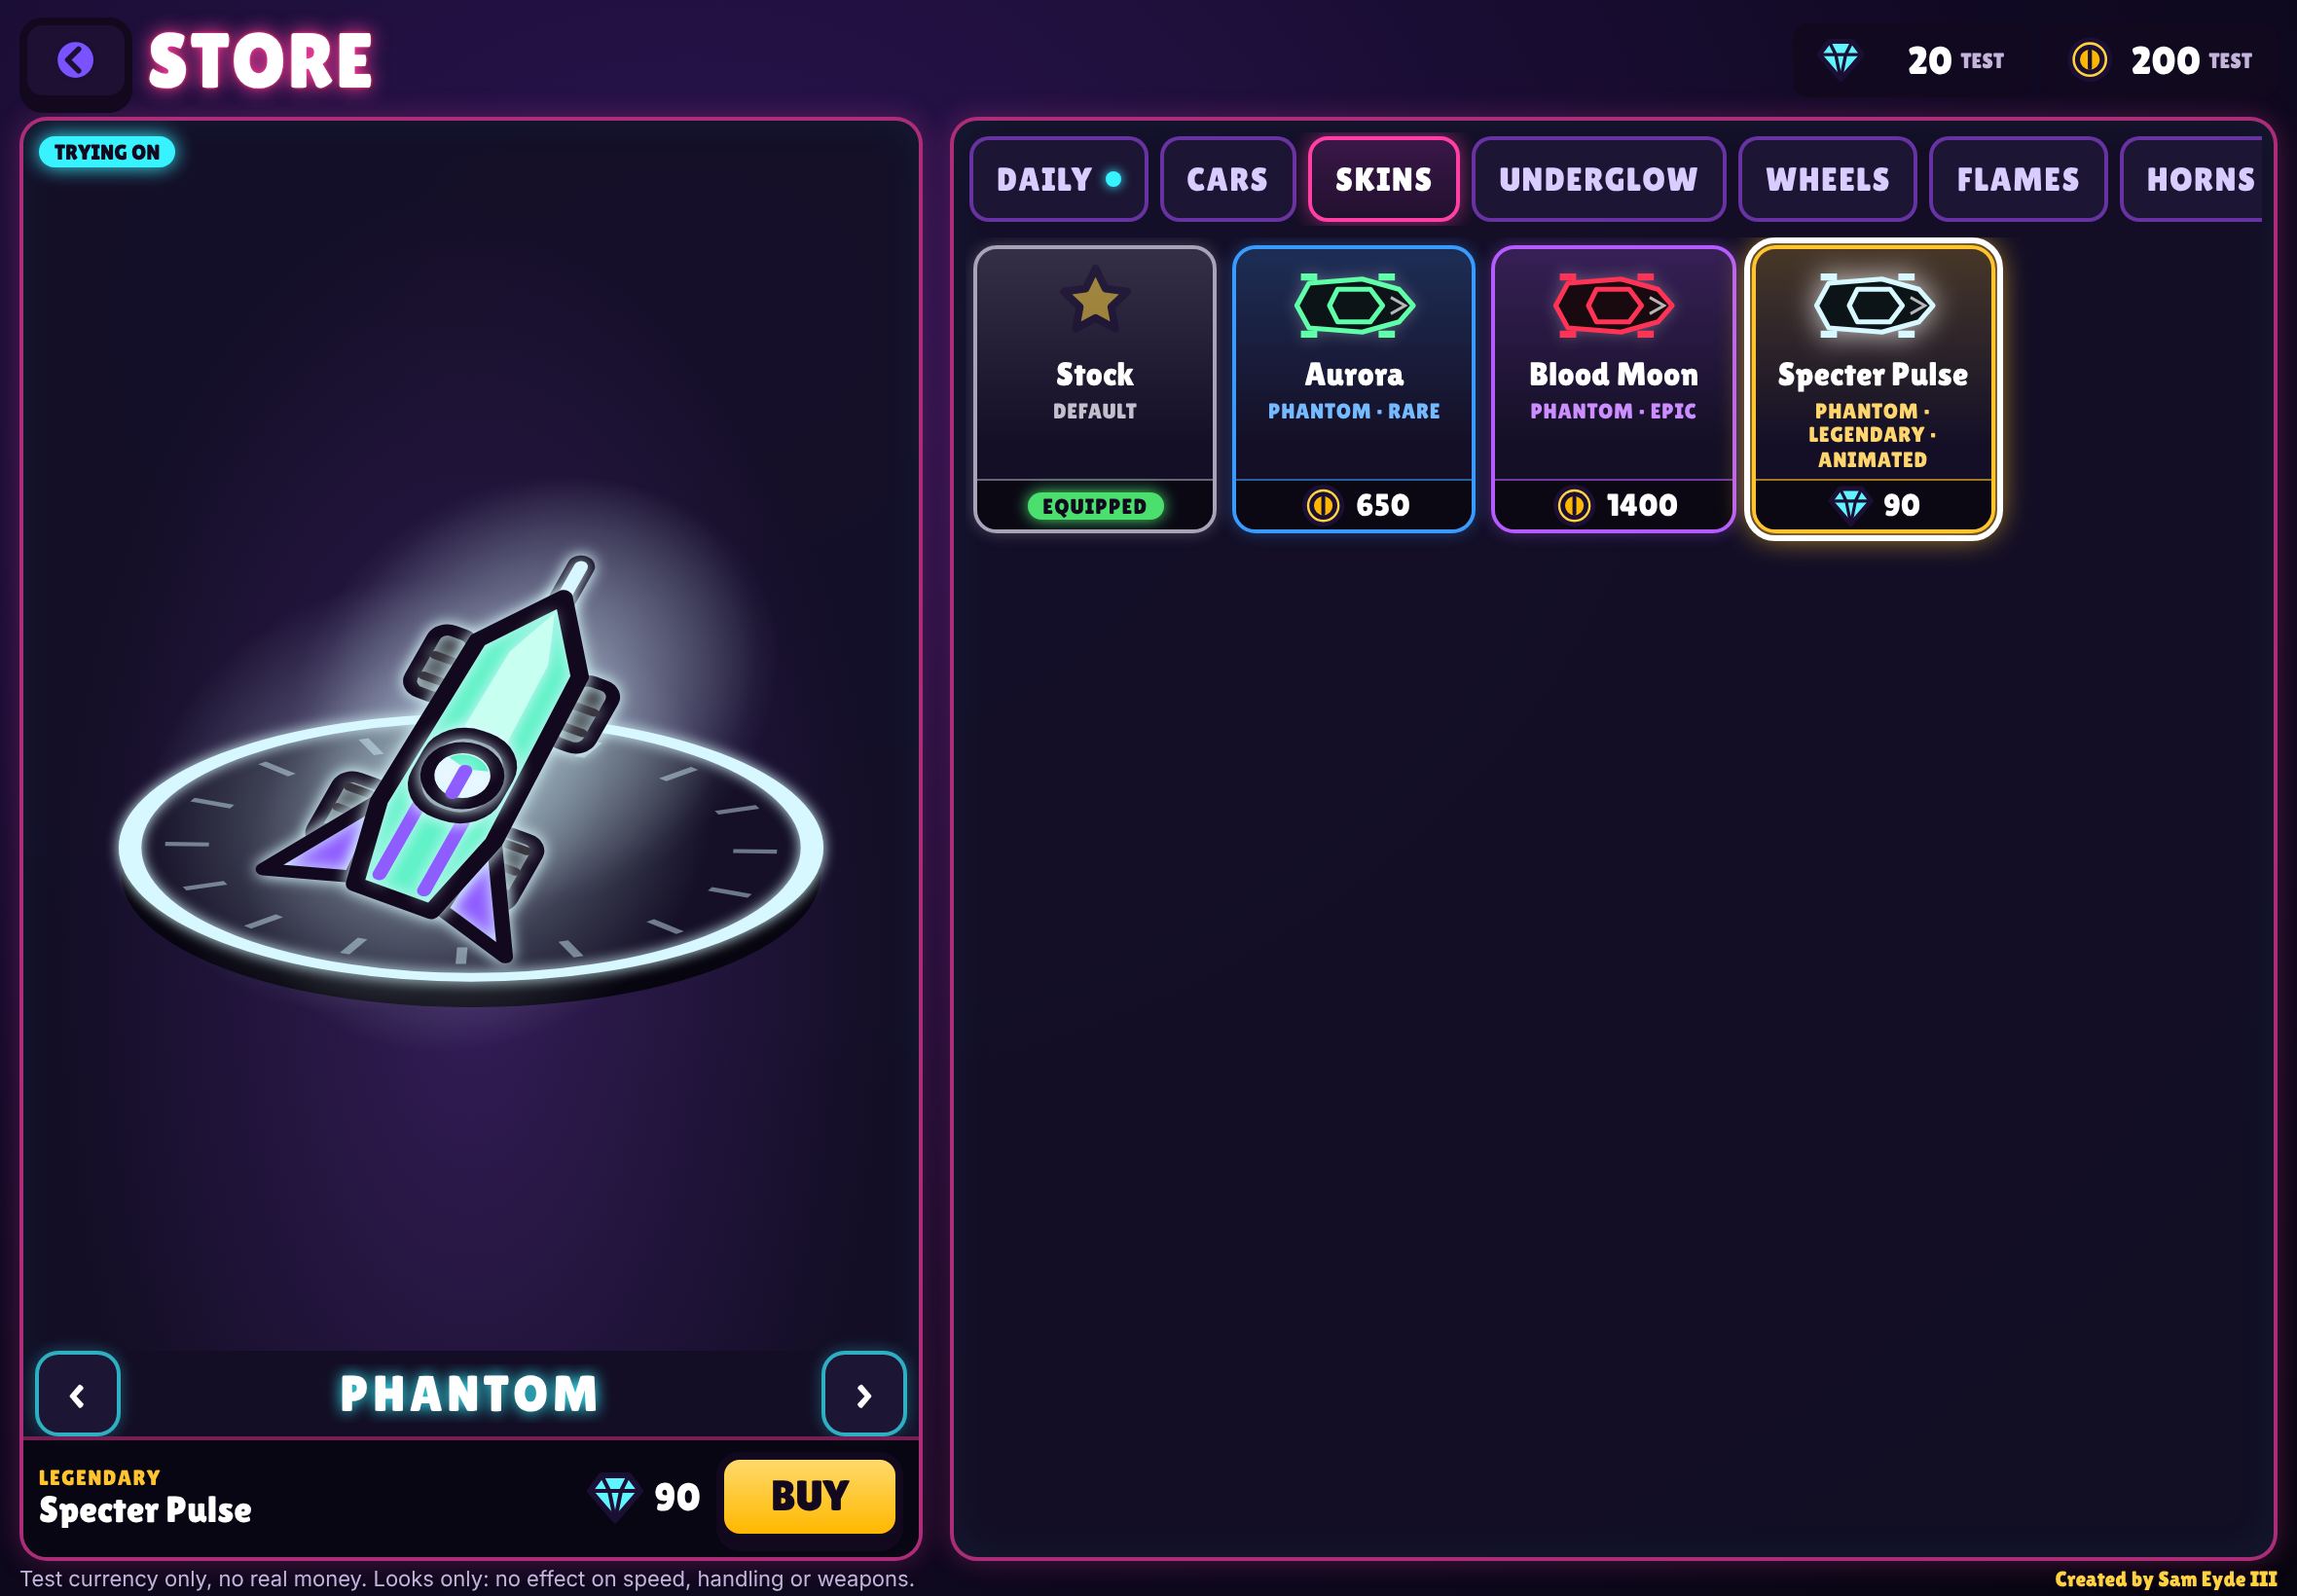 STORE
20 TEST
200 TEST
TRYING ON
DAILY
CARS
SKINS
UNDERGLOW
WHEELS
FLAMES
HORNS
Stock
DEFAULT
EQUIPPED
Aurora
PHANTOM · RARE
650
Blood Moon
PHANTOM · EPIC
1400
Specter Pulse
PHANTOM ·
LEGENDARY ·
ANIMATED
90
PHANTOM
LEGENDARY
Specter Pulse
90
BUY
Test currency only, no real money. Looks only: no effect on speed, handling or weapons.
Created by Sam Eyde III